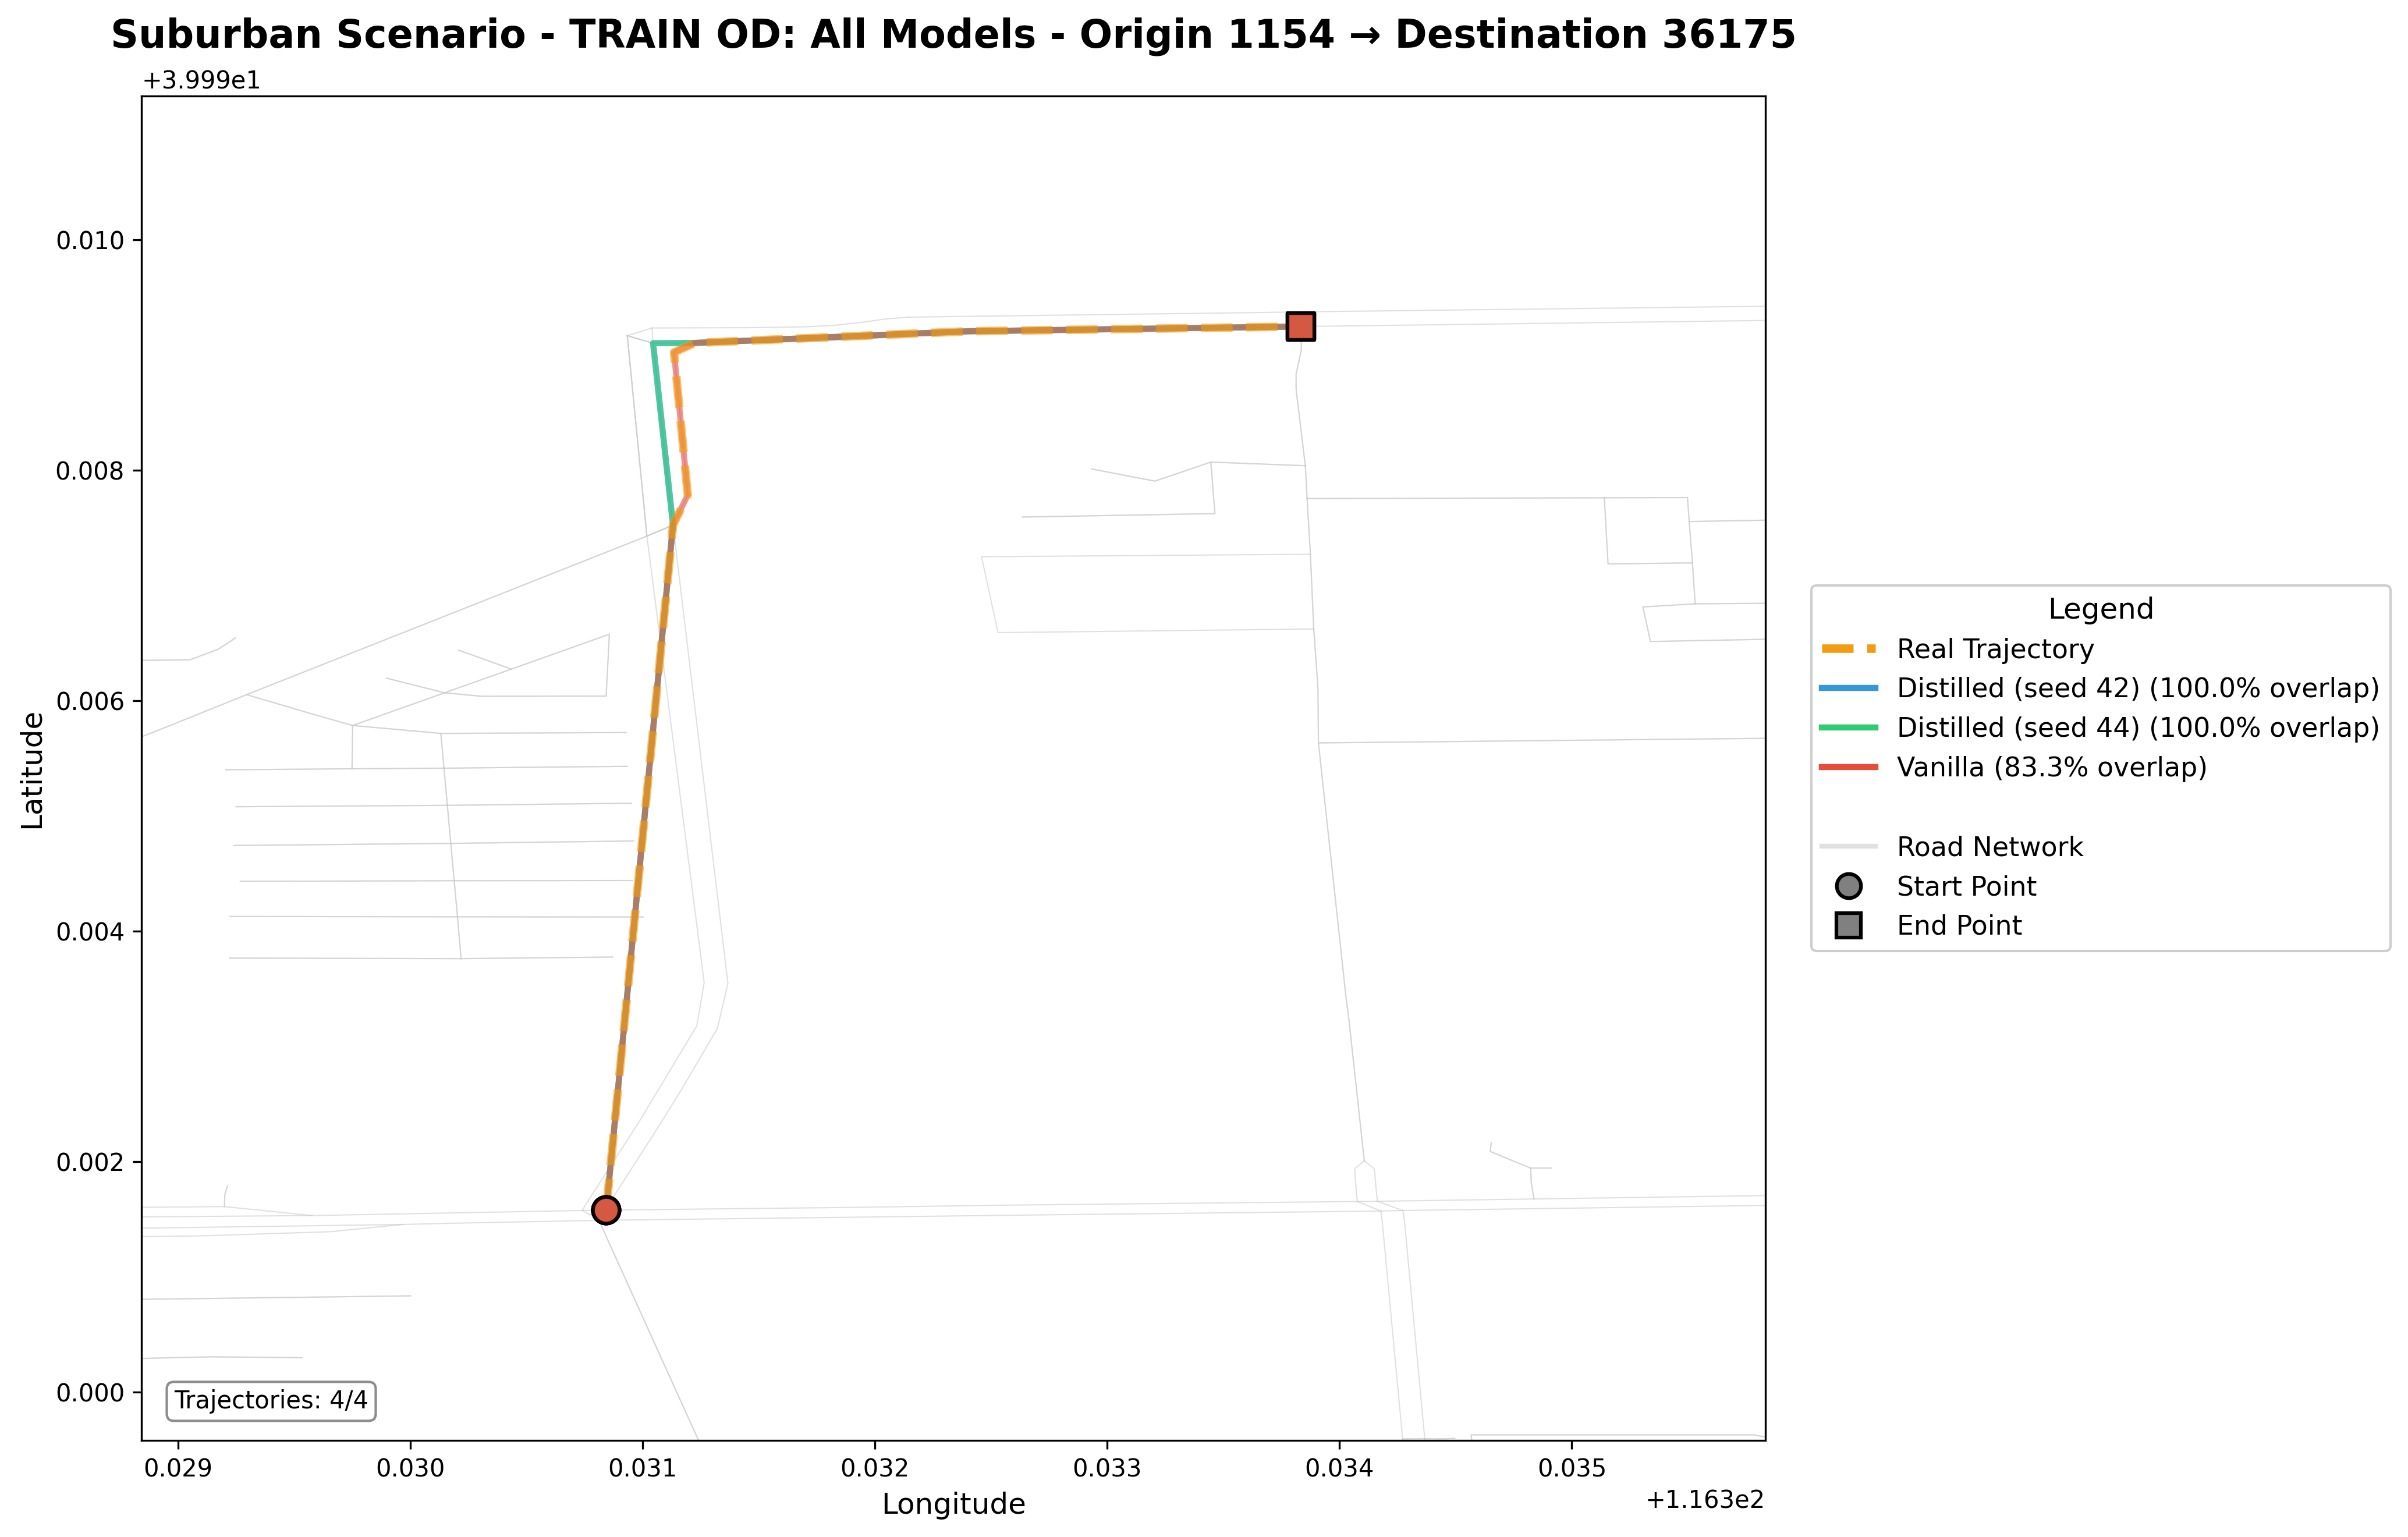 Suburban Scenario - TRAIN OD: All Models - Origin 1154 → Destination 36175
+3.999e1
0.010
0.008
0.006
0.004
0.002
0.000
Latitude
Trajectories: 4/4
0.029 0.030 0.031 0.032 0.033 0.034 0.035
Longitude
+1.163e2
Legend
Real Trajectory
Distilled (seed 42) (100.0% overlap)
Distilled (seed 44) (100.0% overlap)
Vanilla (83.3% overlap)
Road Network
Start Point
End Point